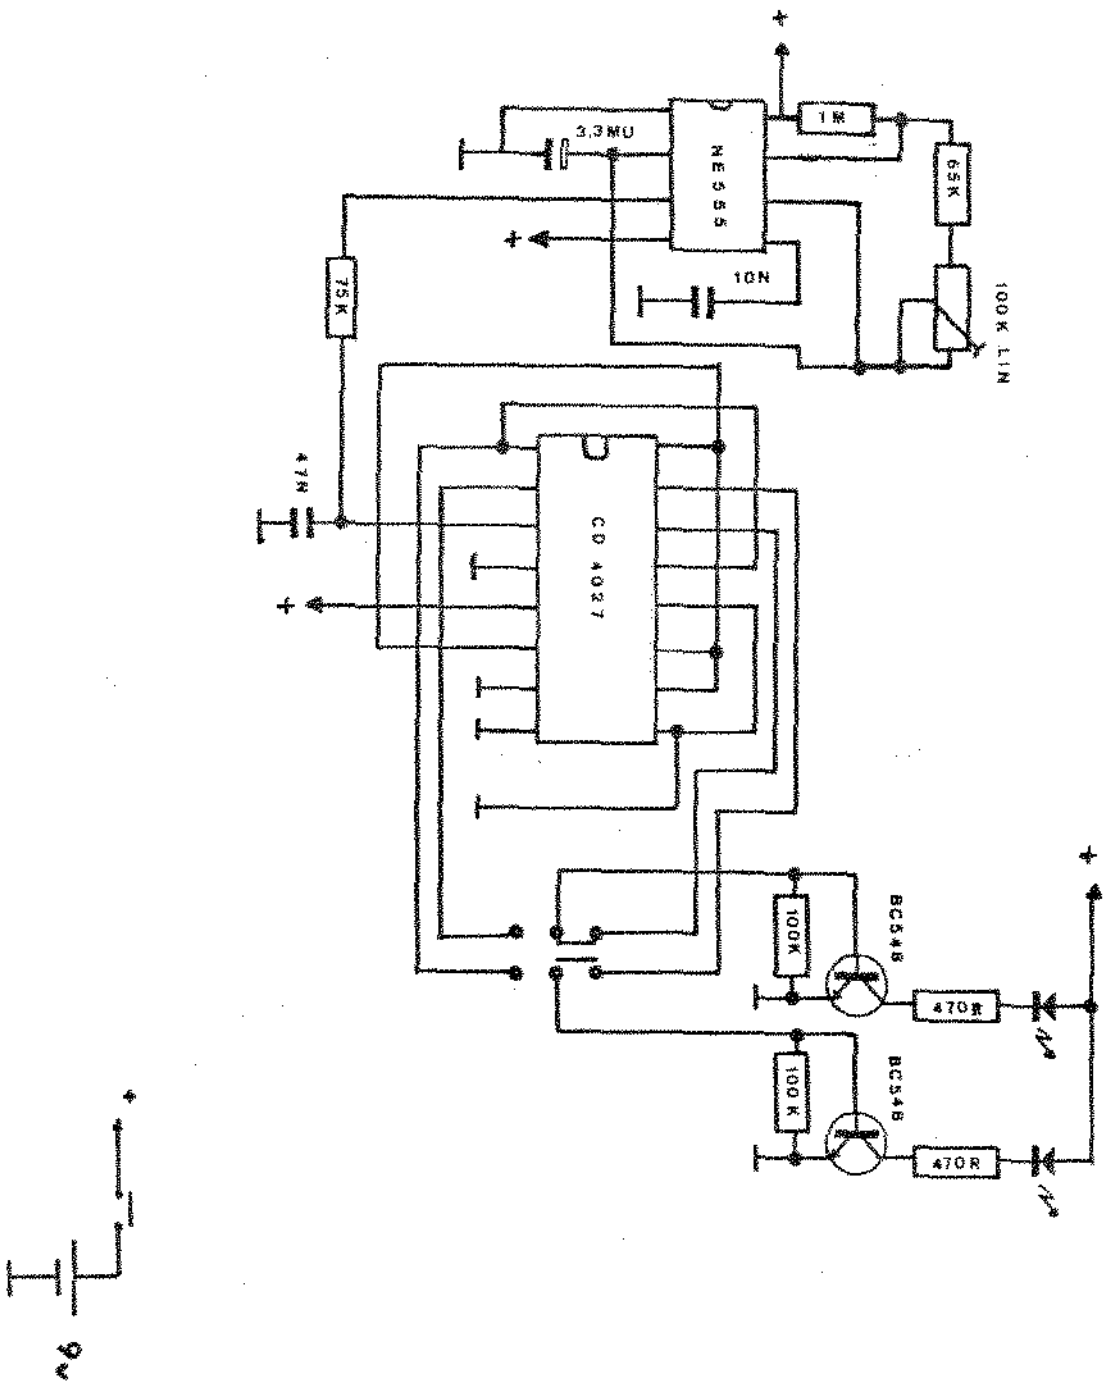 +
1M
3,3MU
NE555
65K
+
10N
75K
100K LIN
47N
CD 4027
+
+
BC548
100K
470R
BC548
100K
470R
+
9v